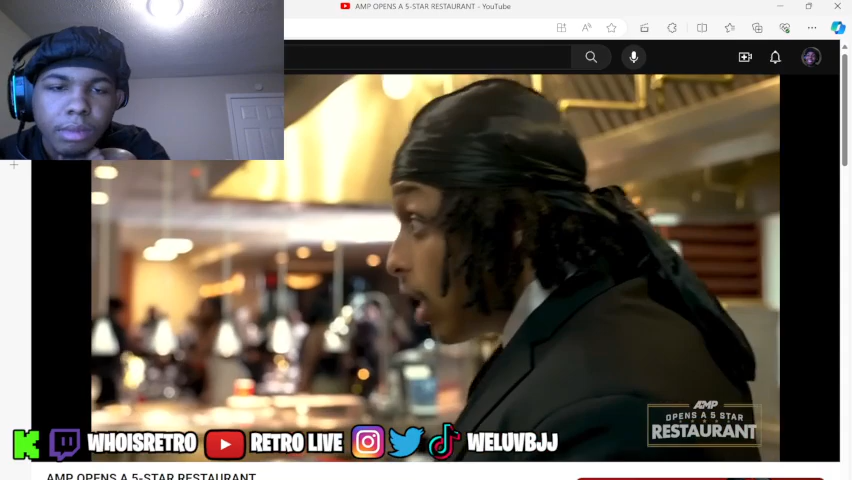 AMP OPENS A 5-STAR RESTAURANT - YouTube
AMP
OPENS A 5 STAR
RESTAURANT
WHOISRETRO RETRO LIVE WELUVBJJ
AMP OPENS A 5-STAR RESTAURANT